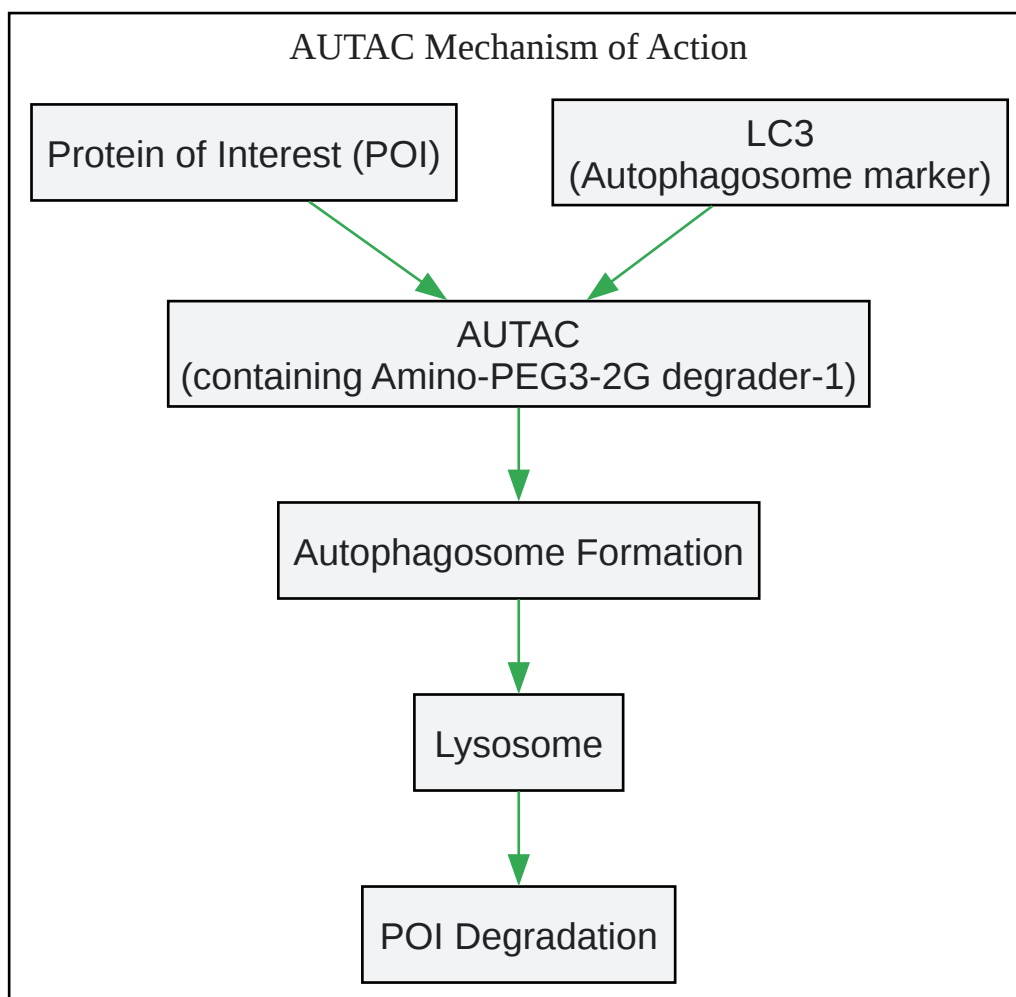 AUTAC Mechanism of Action
Protein of Interest (POI)
LC3
(Autophagosome marker)
AUTAC
(containing Amino-PEG3-2G degrader-1)
Autophagosome Formation
Lysosome
POI Degradation